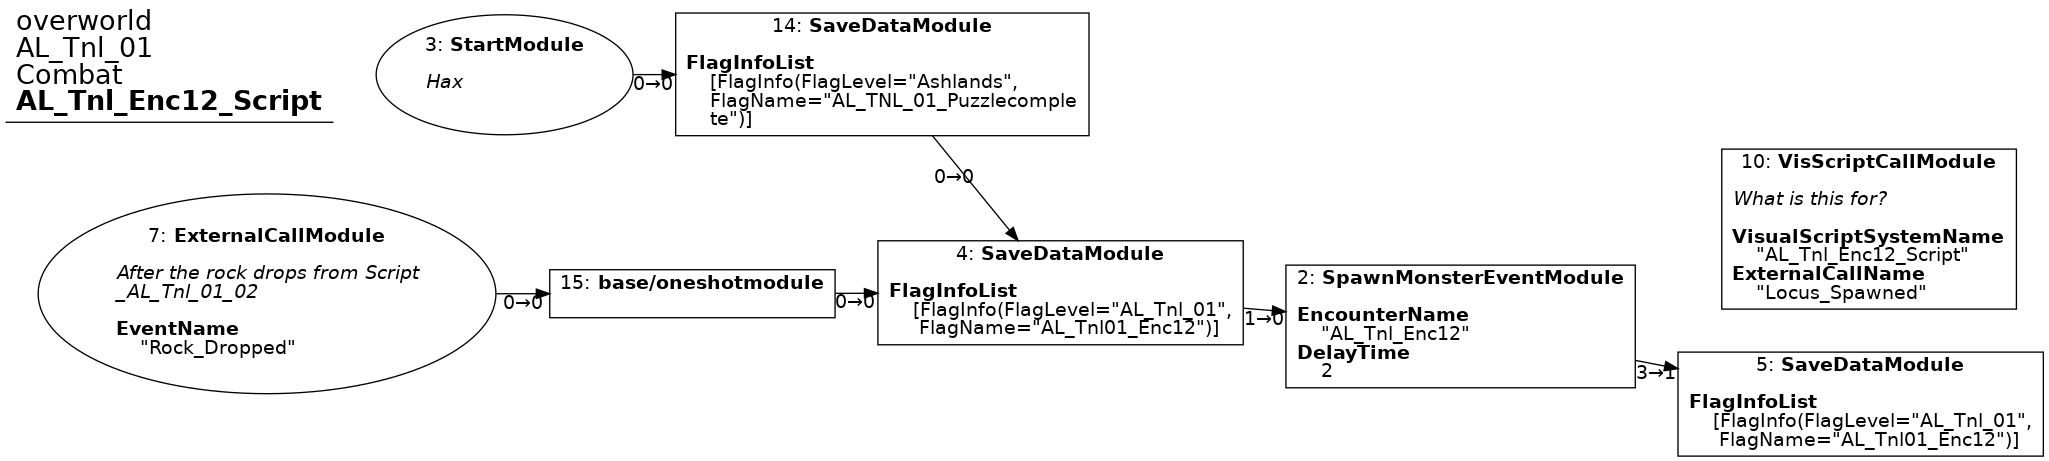 overworld
AL_Tnl_01
Combat
AL_Tnl_Enc12_Script
3: StartModule
Hax
0→0
14: SaveDataModule
FlagInfoList
[FlagInfo(FlagLevel="Ashlands",
FlagName="AL_TNL_01_Puzzlecomple
te")]
0→0
7: ExternalCallModule
After the rock drops from Script
_AL_Tnl_01_02
EventName
"Rock_Dropped"
0→0
15: base/oneshotmodule
0→0
4: SaveDataModule
FlagInfoList
[FlagInfo(FlagLevel="AL_Tnl_01",
FlagName="AL_Tnl01_Enc12")]
1→0
2: SpawnMonsterEventModule
EncounterName
"AL_Tnl_Enc12"
DelayTime
2
3→1
10: VisScriptCallModule
What is this for?
VisualScriptSystemName
"AL_Tnl_Enc12_Script"
ExternalCallName
"Locus_Spawned"
5: SaveDataModule
FlagInfoList
[FlagInfo(FlagLevel="AL_Tnl_01",
FlagName="AL_Tnl01_Enc12")]